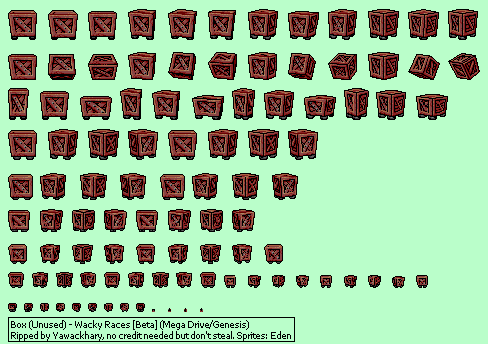 Box (Unused) - Wacky Races [Beta] (Mega Drive/Genesis)
Ripped by Yawackhary, no credit needed but don't steal. Sprites: Eden